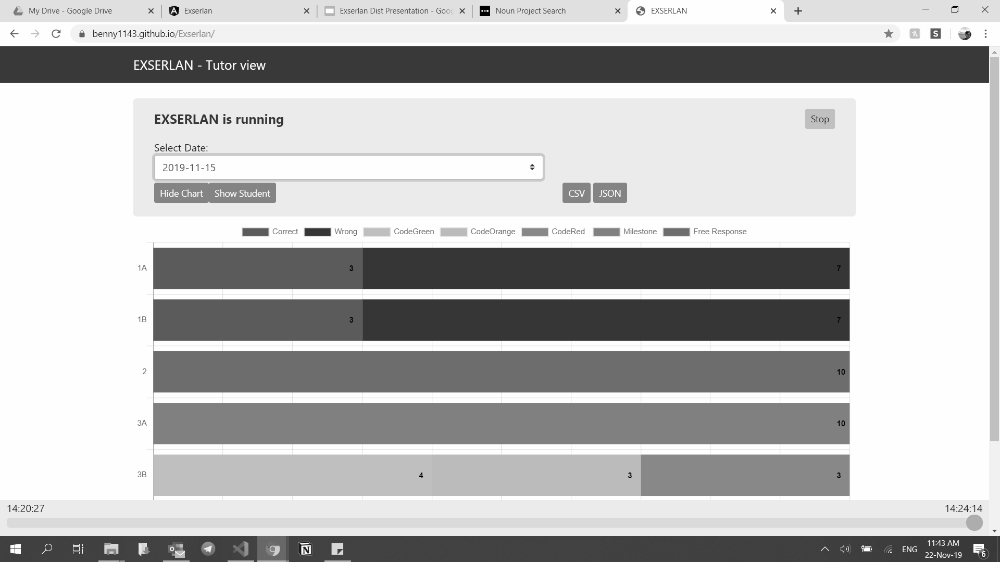 My Drive - Google Drive
Exserlan
Exserlan Dist Presentation - Goo
Noun Project Search
EXSERLAN
benny1143.github.io/Exserlan/
h
S
EXSERLAN - Tutor view
EXSERLAN is running
Stop
Select Date:
2019-11-15
Hide Chart
Show Student
CSV
JSON
Correct
Wrong
CodeGreen
CodeOrange
CodeRed
Milestone
Free Response
1A
3
7
1B
3
7
2
10
3A
10
3B
4
3
3
14:20:27
14:24:14
ENG
11:43 AM
22-Nov-19
6